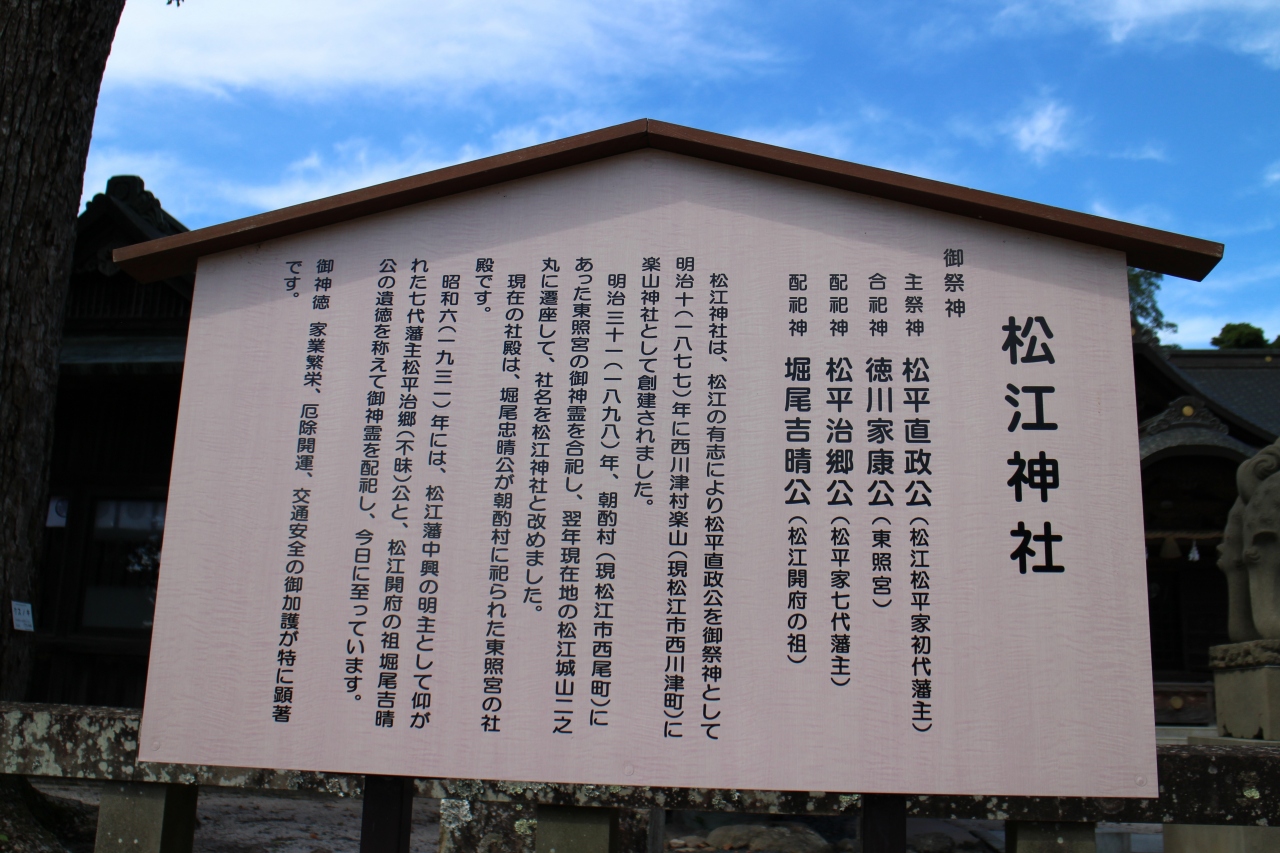 松江神社
御祭神
主祭神 松平直政公(松江松平家初代藩主)
合祀神 徳川家康公(東照宮)
配祀神 松平治郷公(松平家七代藩主)
配祀神 堀尾吉晴公(松江開府の祖)
松江神社は、松江の有志により松平直政公を御祭神として
明治十(一八七七)年に西川津村楽山(現松江市西川津町)に
楽山神社として創建されました。
明治三十一(一八九八)年、朝酌村(現松江市西尾町)に
あった東照宮の御神霊を合祀し、翌年現在地の松江城山二之
丸に遷座して、社名を松江神社と改めました。
現在の社殿は、堀尾忠晴公が朝酌村に祀られた東照宮の社
殿です。
昭和六(一九三一)年には、松江藩中興の明主として仰が
れた七代藩主松平治郷(不昧)公と、松江開府の祖堀尾吉晴
公の遺徳を称えて御神霊を配祀し、今日に至っています。
御神徳 家業繁栄、厄除開運、交通安全の御加護が特に顕著
です。